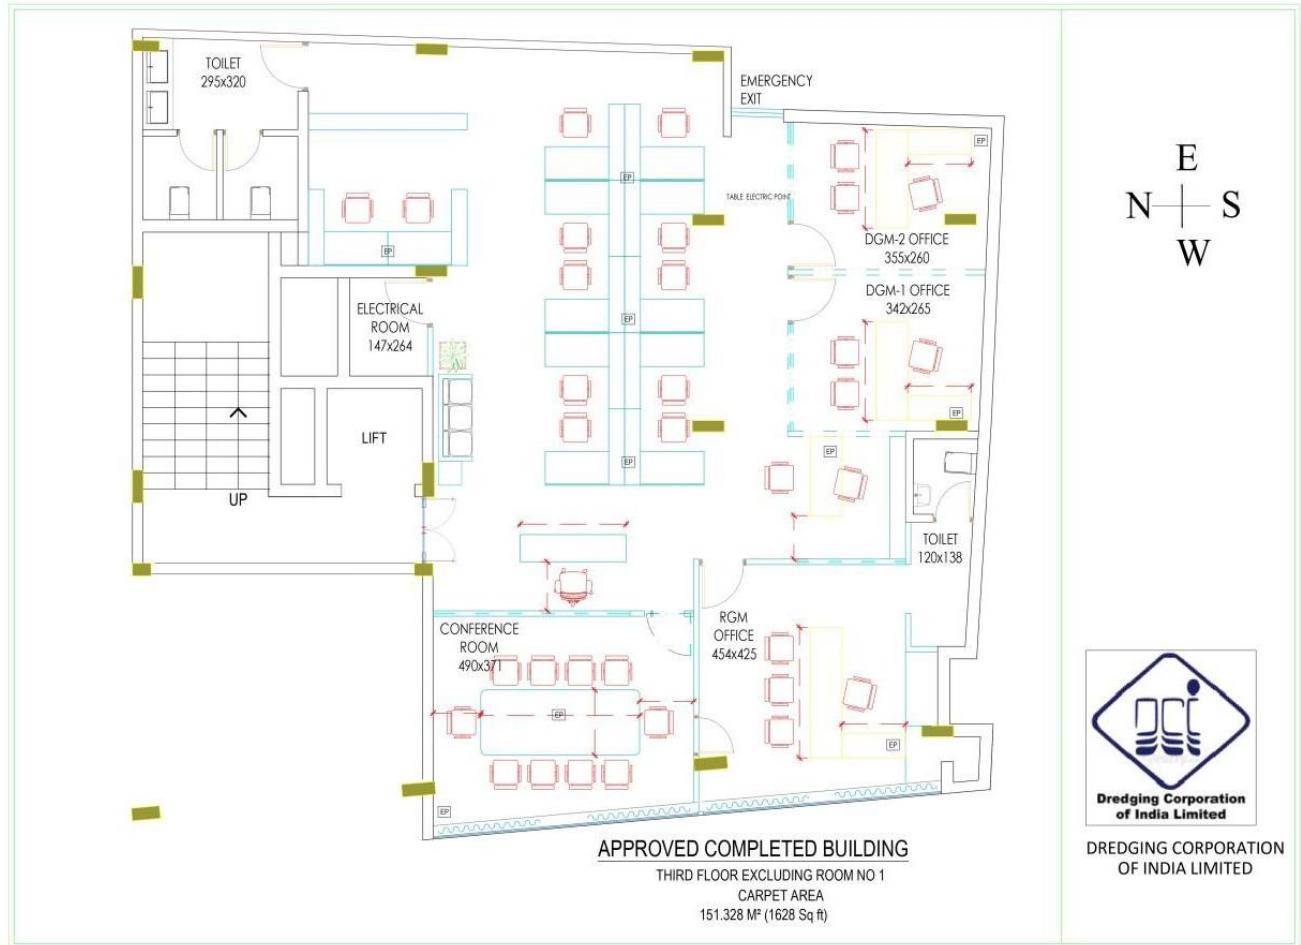 TOILET
295x320
EMERGENCY
EXIT
EP
EP
TABLE ELECTRIC POINT
DGM-2 OFFICE
355x260
EP
DGM-1 OFFICE
342x265
ELECTRICAL
ROOM
147x264
EP
EP
LIFT
EP
EP
UP
TOILET
120x138
CONFERENCE
ROOM
490x371
RGM
OFFICE
454x425
EP
EP
EP
APPROVED COMPLETED BUILDING
THIRD FLOOR EXCLUDING ROOM NO 1
CARPET AREA
151.328 M² (1628 Sq ft)
E
N S
W
DCI
Dredging Corporation
of India Limited
DREDGING CORPORATION
OF INDIA LIMITED